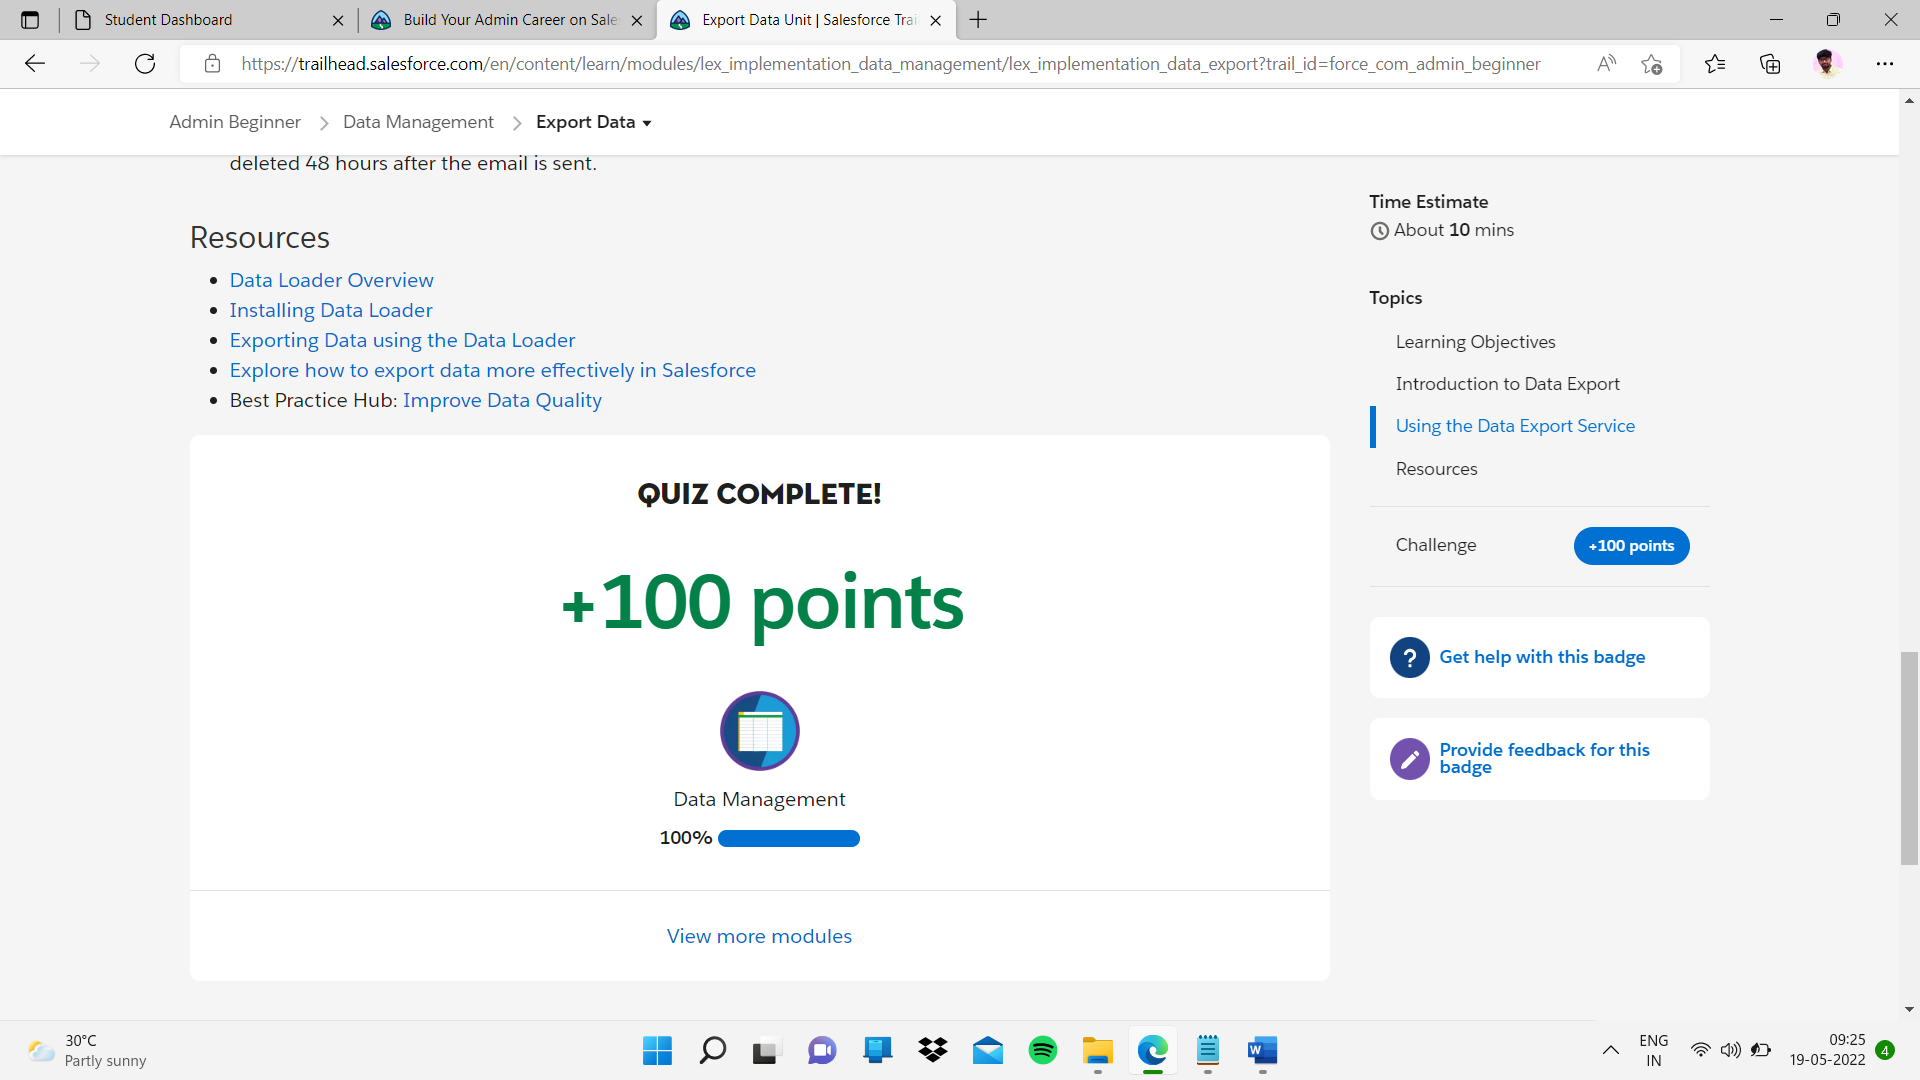 Student Dashboard
Build Your Admin Career on Sale
Export Data Unit | Salesforce Trai
https://trailhead.salesforce.com/en/content/learn/modules/lex_implementation_data_management/lex_implementation_data_export?trail_id=force_com_admin_beginner
Admin Beginner
Data Management
Export Data
deleted 48 hours after the email is sent.
Resources
Data Loader Overview
Installing Data Loader
Exporting Data using the Data Loader
Explore how to export data more effectively in Salesforce
Best Practice Hub: Improve Data Quality
QUIZ COMPLETE!
+100 points
Data Management
100%
View more modules
Time Estimate
About 10 mins
Topics
Learning Objectives
Introduction to Data Export
Using the Data Export Service
Resources
Challenge
+100 points
Get help with this badge
Provide feedback for this
badge
30°C
Partly sunny
ENG
IN
09:25
19-05-2022
4